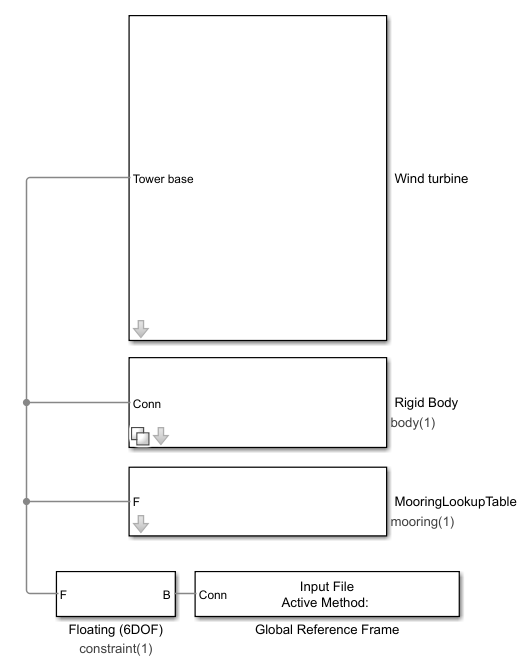 Tower base
Wind turbine
Conn
Rigid Body
body(1)
F
MooringLookupTable
mooring(1)
F
B
Conn
Input File
Active Method:
Floating (6DOF)
constraint(1)
Global Reference Frame